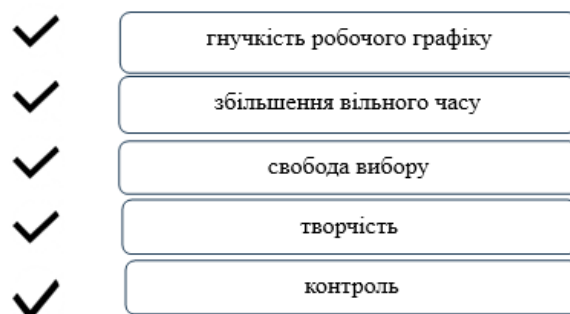 гнучкість робочого графіку
збільшення вільного часу
свобода вибору
творчість
контроль